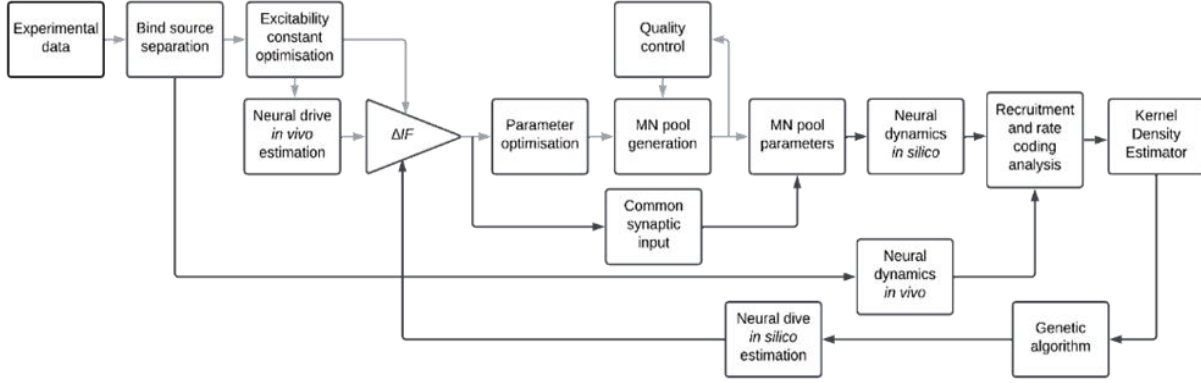 Experimental
data
Bind source
separation
Excitability
constant
optimisation
Neural drive
in vivo
estimation
ΔIF
Parameter
optimisation
Quality
control
MN pool
generation
MN pool
parameters
Neural
dynamics
in silico
Recruitment
and rate
coding
analysis
Kernel
Density
Estimator
Common
synaptic
input
Neural
dynamics
in vivo
Neural dive
in silico
estimation
Genetic
algorithm